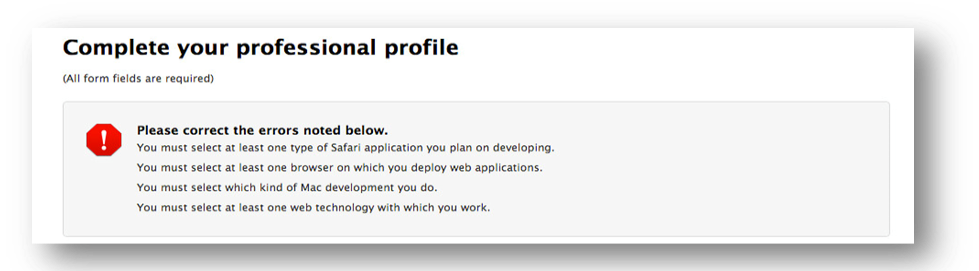 Complete your professional profile
(All form fields are required)
Please correct the errors noted below.
You must select at least one type of Safari application you plan on developing.
You must select at least one browser on which you deploy web applications.
You must select which kind of Mac development you do.
You must select at least one web technology with which you work.